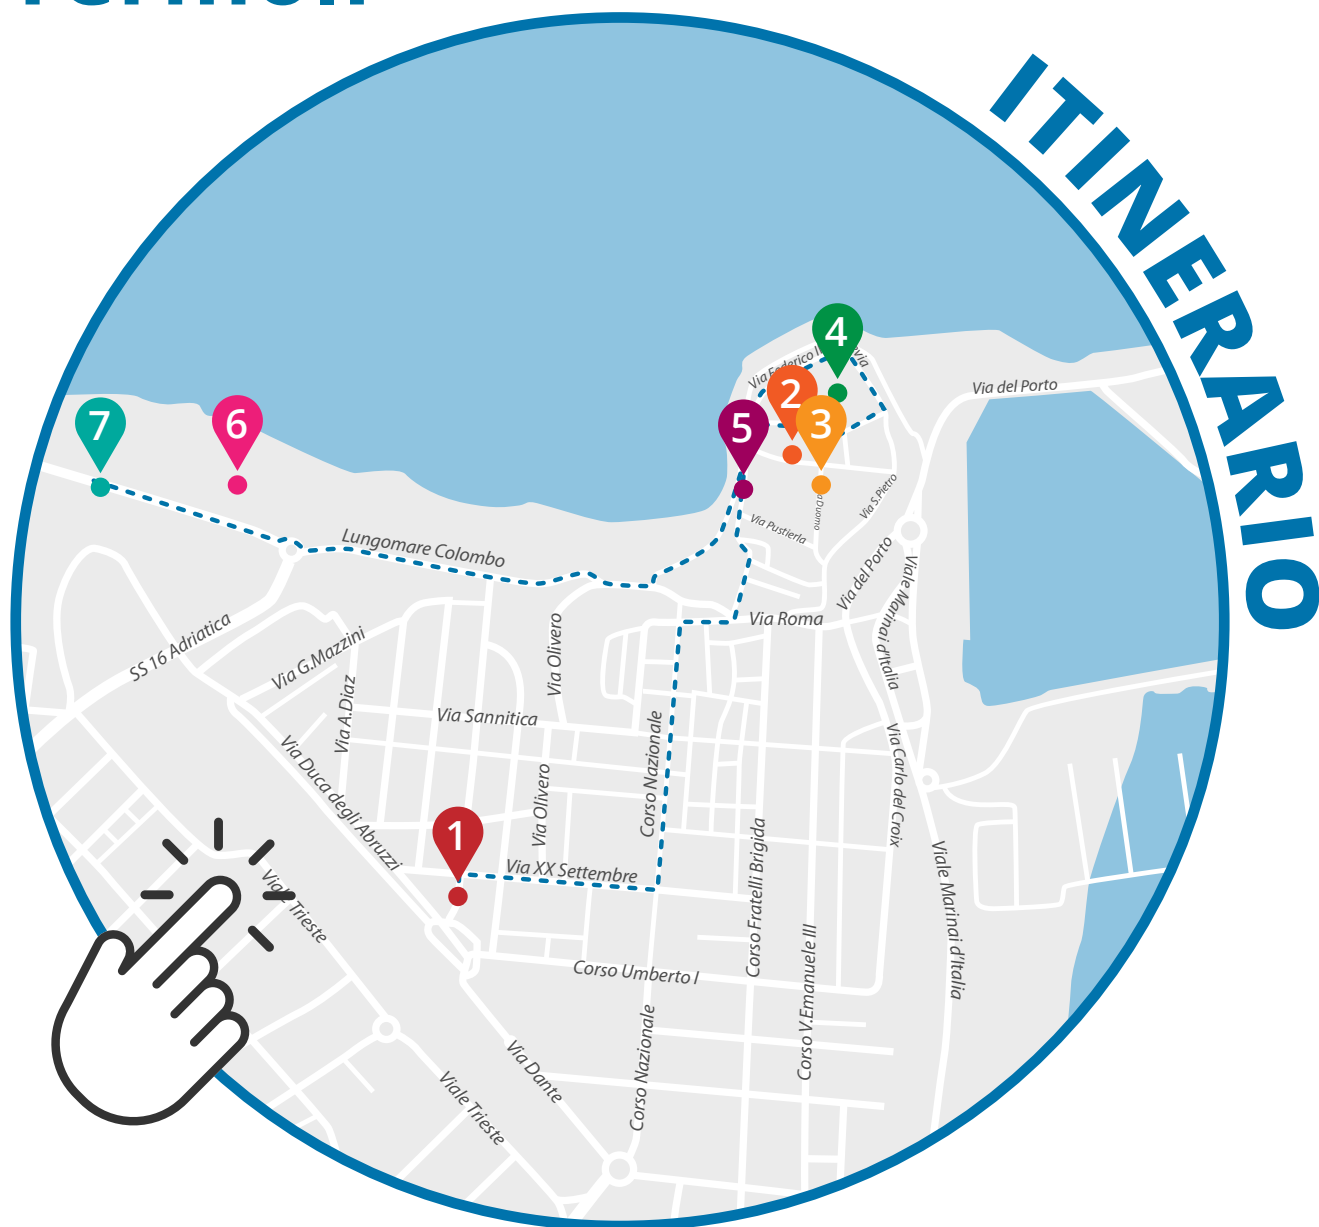 ITINERARIO
4
Via del Porto
2
3
5
7
6
Via Pustierla
Via S.Pietro
Lungomare Colombo
Via del Porto
Viale Marinai d'Italia
Via Roma
SS 16 Adriatica
Via G.Mazzini
Via Olivero
Via A.Diaz
Via Sannitica
Corso Nazionale
Via Carlo del Croix
Via Duca degli Abruzzi
Via Olivero
1
Via XX Settembre
Corso Fratelli Brigida
Viale Marinai d'Italia
Viale Trieste
Corso V.Emanuele III
Corso Umberto I
Corso Nazionale
Via Dante
Viale Trieste